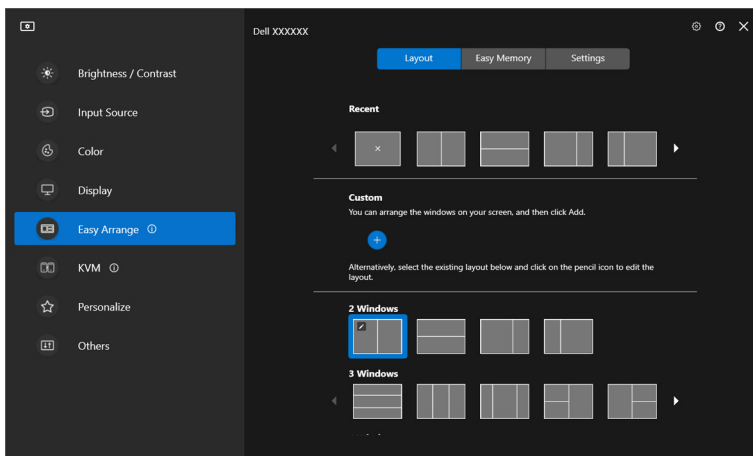 Dell XXXXXX
Layout
Easy Memory
Settings
Brightness / Contrast
Input Source
Color
Display
Easy Arrange
KVM
Personalize
Others
Recent
Custom
You can arrange the windows on your screen, and then click Add.
Alternatively, select the existing layout below and click on the pencil icon to edit the
layout.
2 Windows
3 Windows